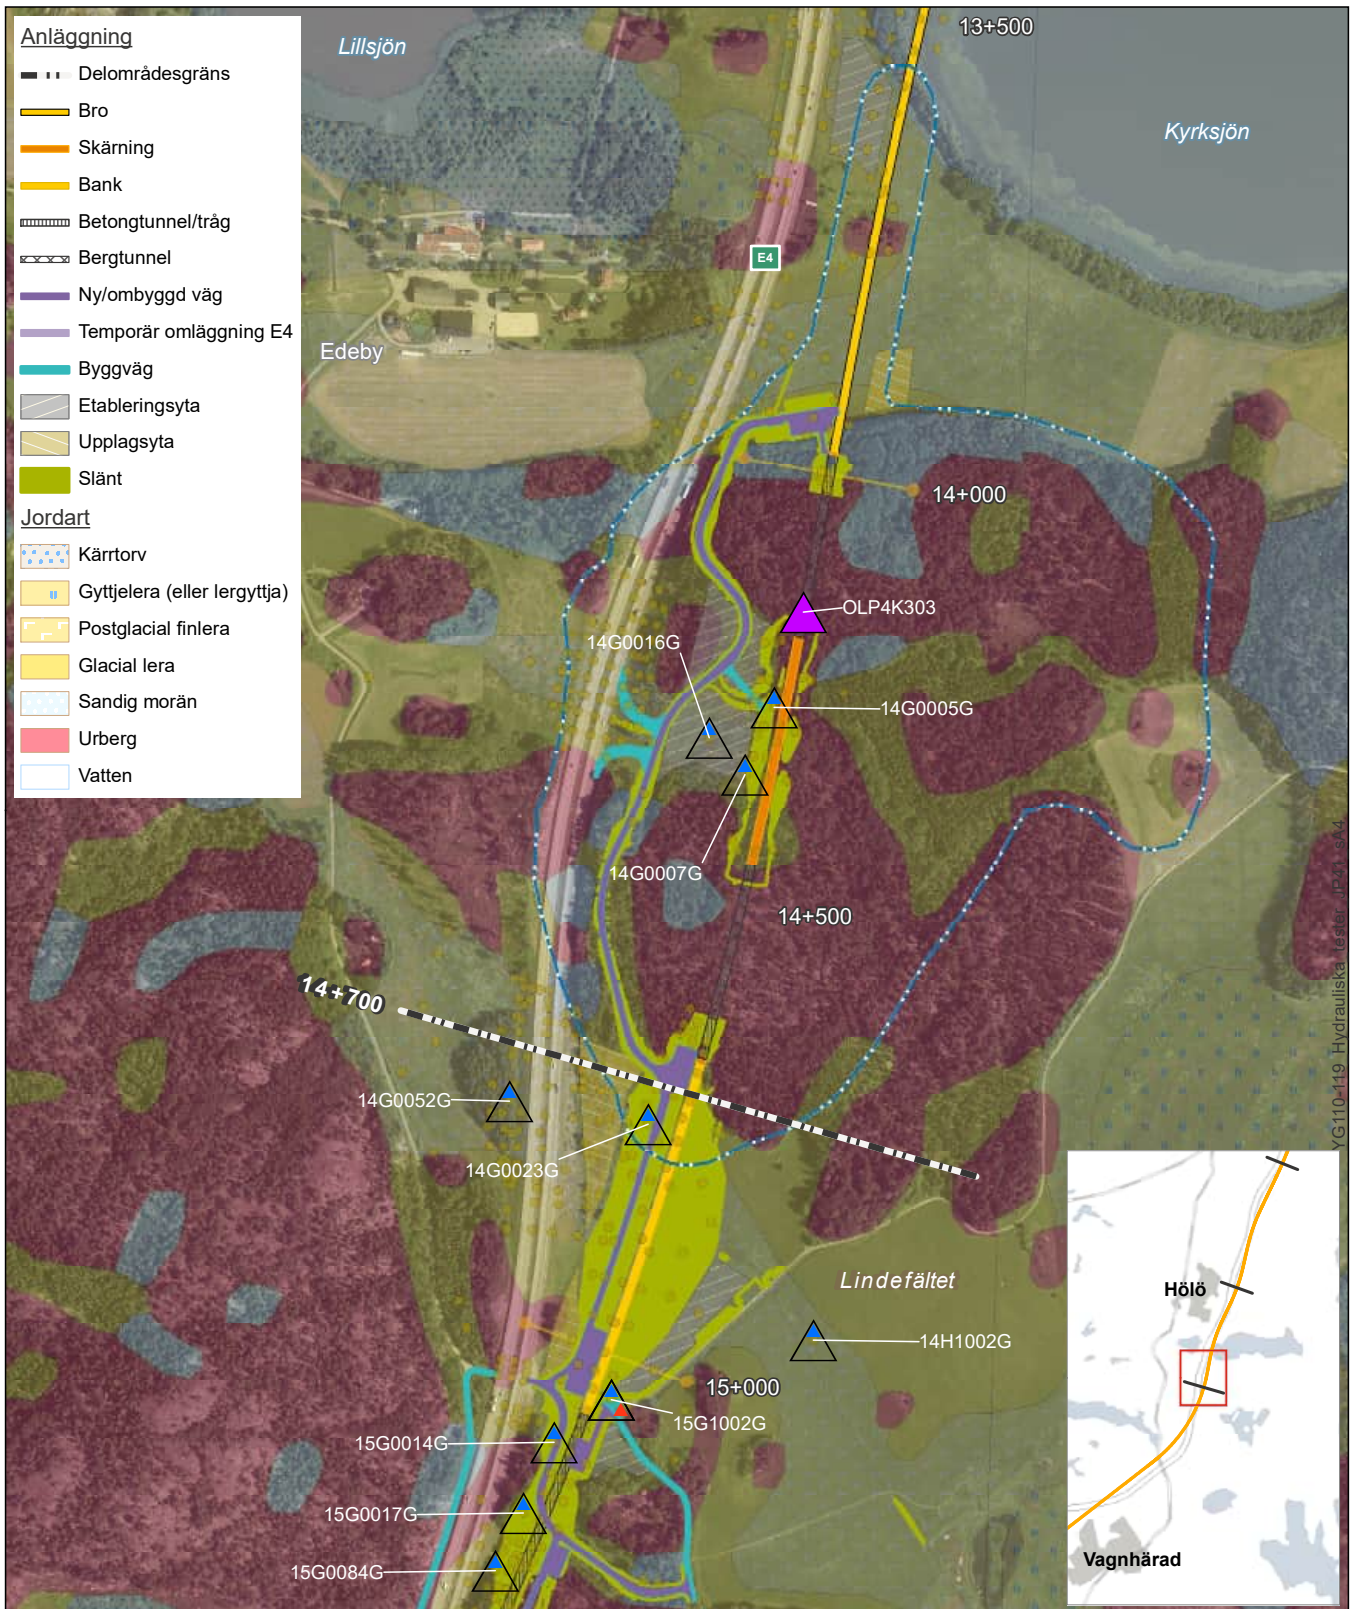 Anläggning
Delområdesgräns
Bro
Skärning
Bank
Betongtunnel/tråg
Bergtunnel
Ny/ombyggd väg
Temporär omläggning E4
Byggväg
Etableringsyta
Upplagsyta
Slänt
Jordart
Kärrtorv
Gyttjelera (eller lergyttja)
Postglacial finlera
Glacial lera
Sandig morän
Urberg
Vatten
Lillsjön
13+500
Kyrksjön
E4
Edeby
14+000
OLP4K303
14G0016G
14G0005G
14G0007G
14+500
14+700
14G0052G
14G0023G
Lindefältet
14H1002G
15+000
15G1002G
15G0014G
15G0017G
15G0084G
Hölö
Vagnhärad
YG110-119 Hydrauliska